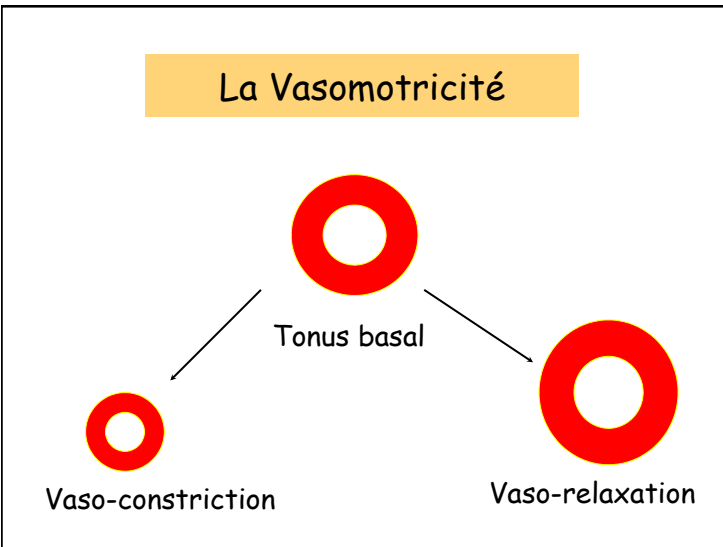 La Vasomotricité
Tonus basal
Vaso-constriction
Vaso-relaxation